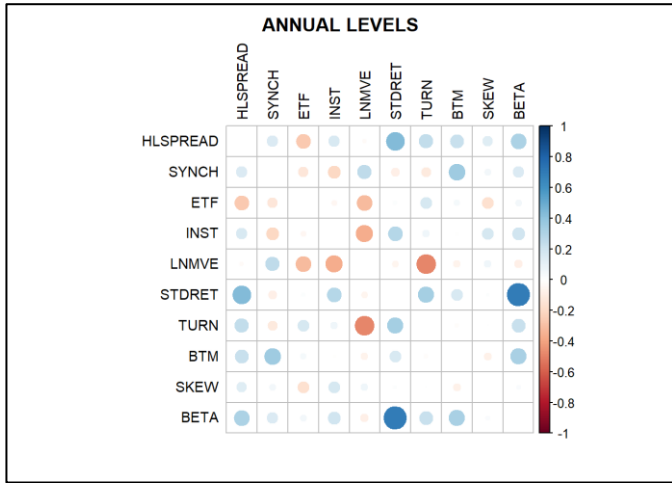 ANNUAL LEVELS
HLSPREAD
SYNCH
ETF
INST
LNMVE
STDRET
TURN
BTM
SKEW
BETA
HLSPREAD
SYNCH
ETF
INST
LNMVE
STDRET
TURN
BTM
SKEW
BETA
1
0.8
0.6
0.4
0.2
0
-0.2
-0.4
-0.6
-0.8
-1